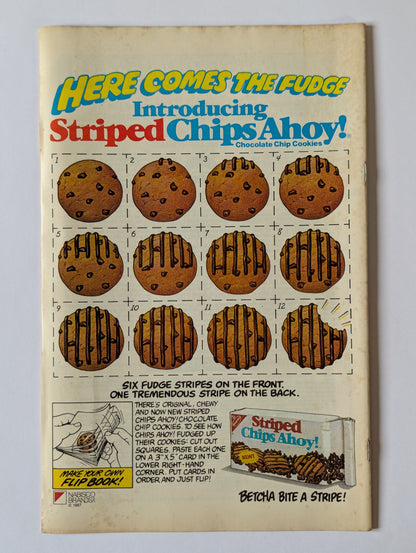 HERE COMES THE FUDGE
Introducing
Striped Chips Ahoy!
Chocolate Chip Cookies
1 2 3 4
5 6 7 8
9 10 11 12
SIX FUDGE STRIPES ON THE FRONT.
ONE TREMENDOUS STRIPE ON THE BACK.
THERE'S ORIGINAL, CHEWY
AND NOW NEW STRIPED
CHIPS AHOY! CHOCOLATE
CHIP COOKIES. TO SEE HOW
CHIPS AHOY! FUDGED UP
THEIR COOKIES: CUT OUT
SQUARES. PASTE EACH ONE
ON A 3" X 5" CARD IN THE
LOWER RIGHT-HAND
CORNER. PUT CARDS IN
ORDER, AND JUST FLIP!
MAKE YOUR OWN
FLIP BOOK!
NABISCO
BRANDS
© 1987
Striped
Chips Ahoy!
NEW!
BETCHA BITE A STRIPE!